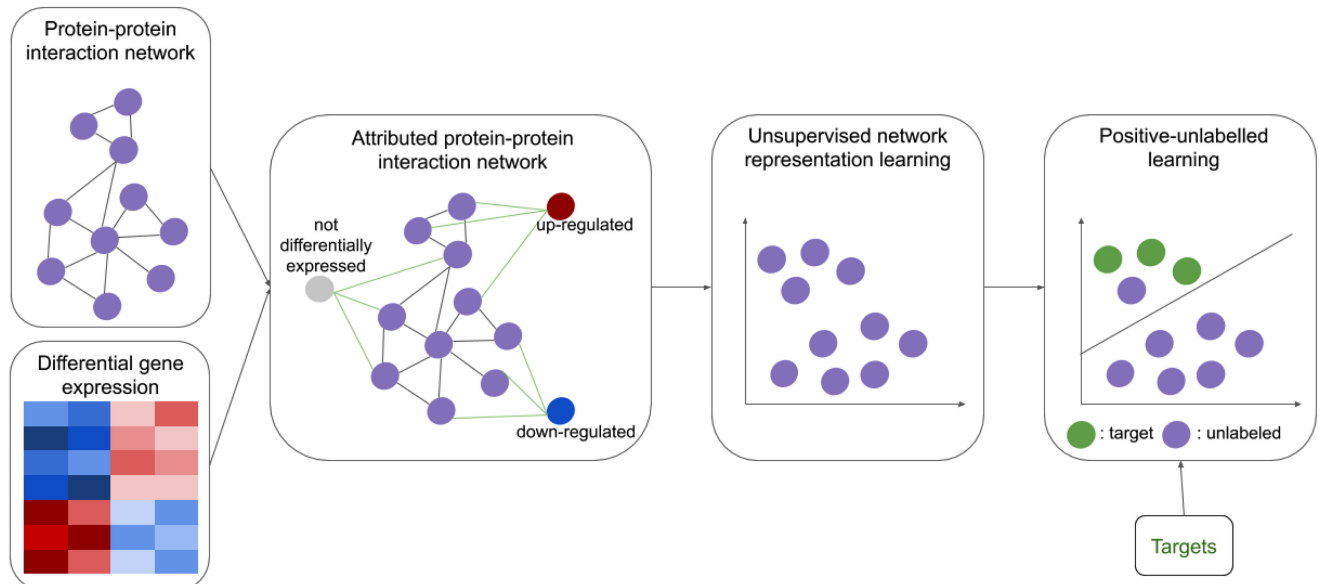 Protein-protein
interaction network
Differential gene
expression
Attributed protein-protein
interaction network
not
differentially
expressed
up-regulated
down-regulated
Unsupervised network
representation learning
Positive-unlabelled
learning
: target : unlabeled
Targets